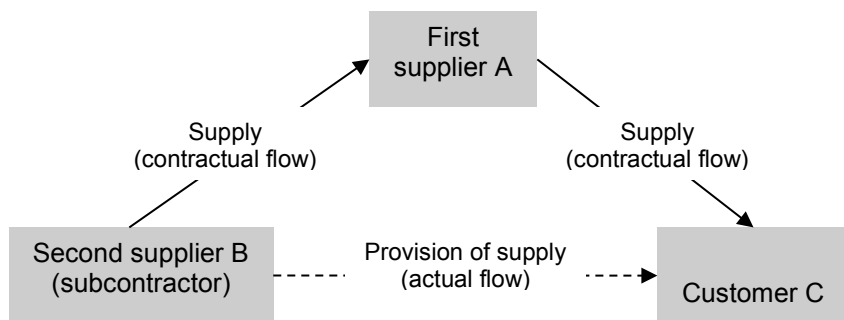 First
supplier A
Supply
(contractual flow)
Supply
(contractual flow)
Second supplier B
(subcontractor)
Provision of supply
(actual flow)
Customer C